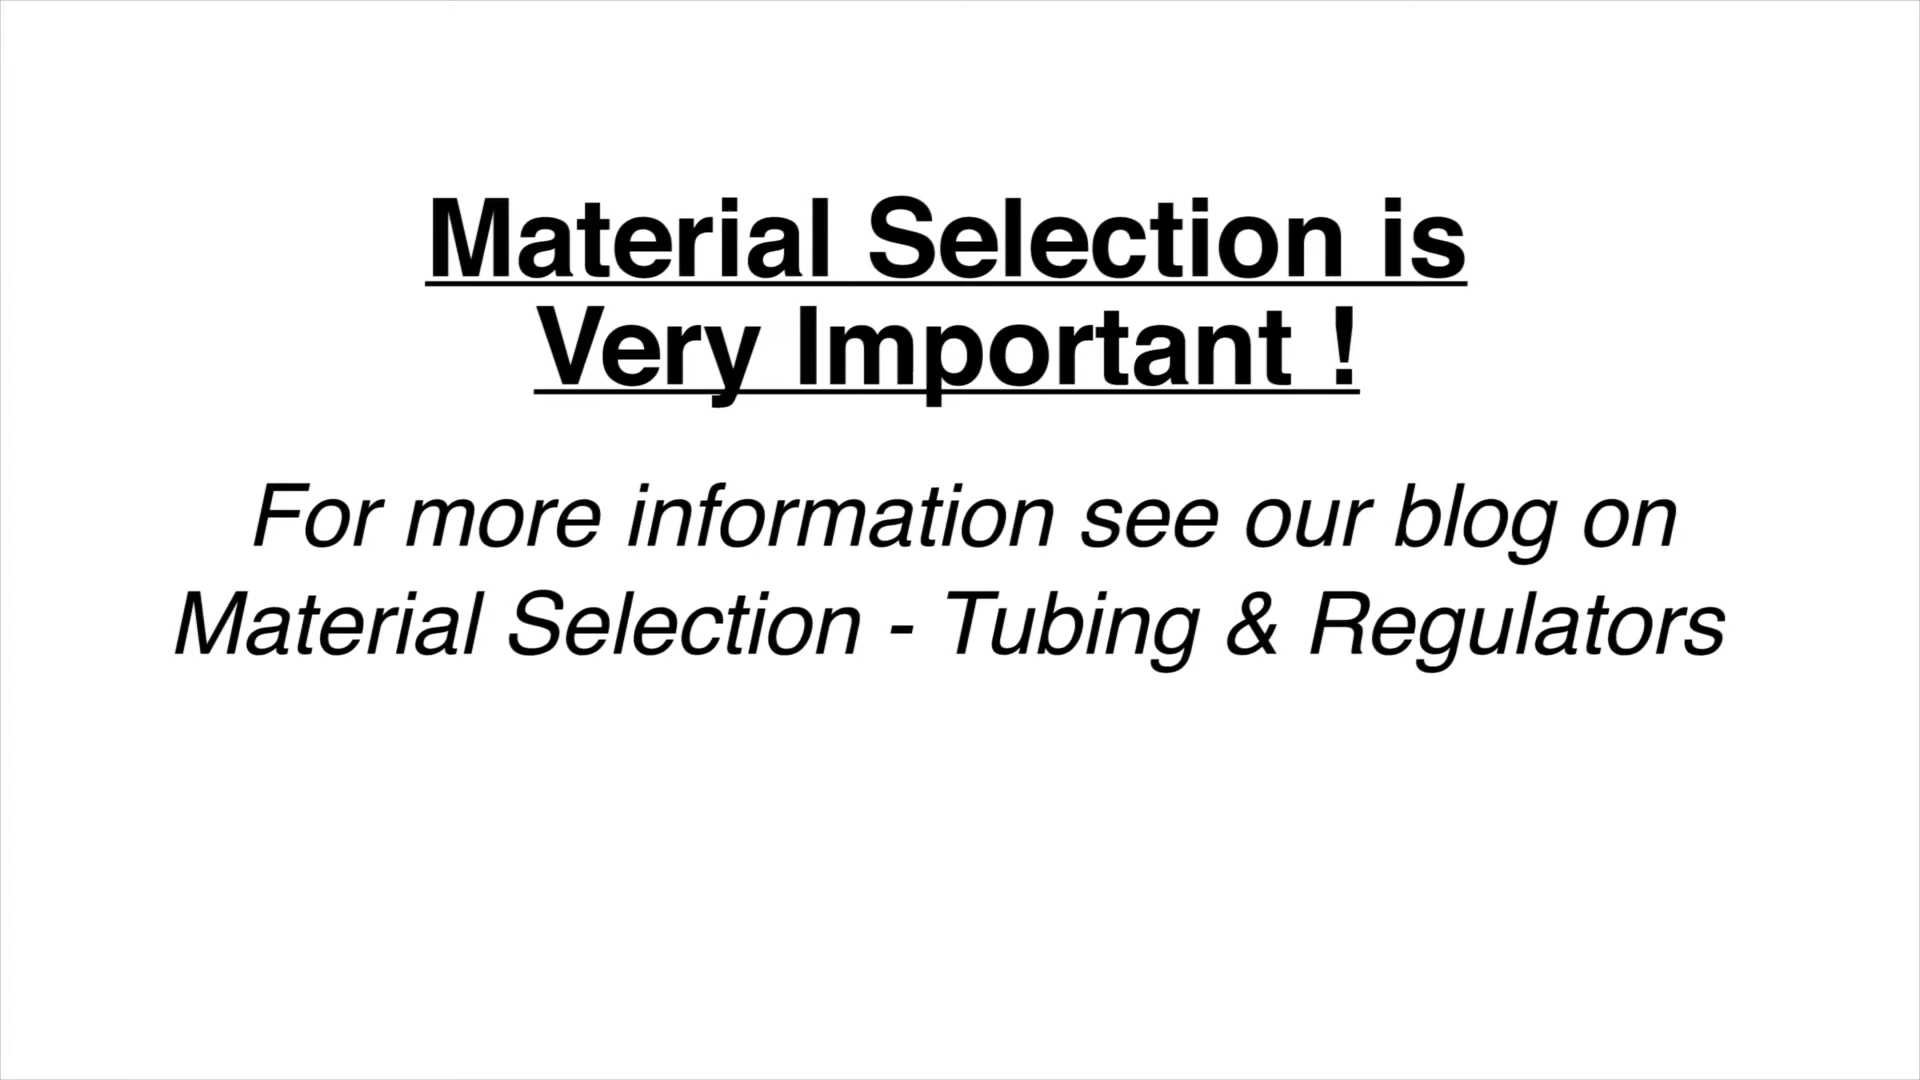 Material Selection is
Very Important !
For more information see our blog on
Material Selection - Tubing & Regulators